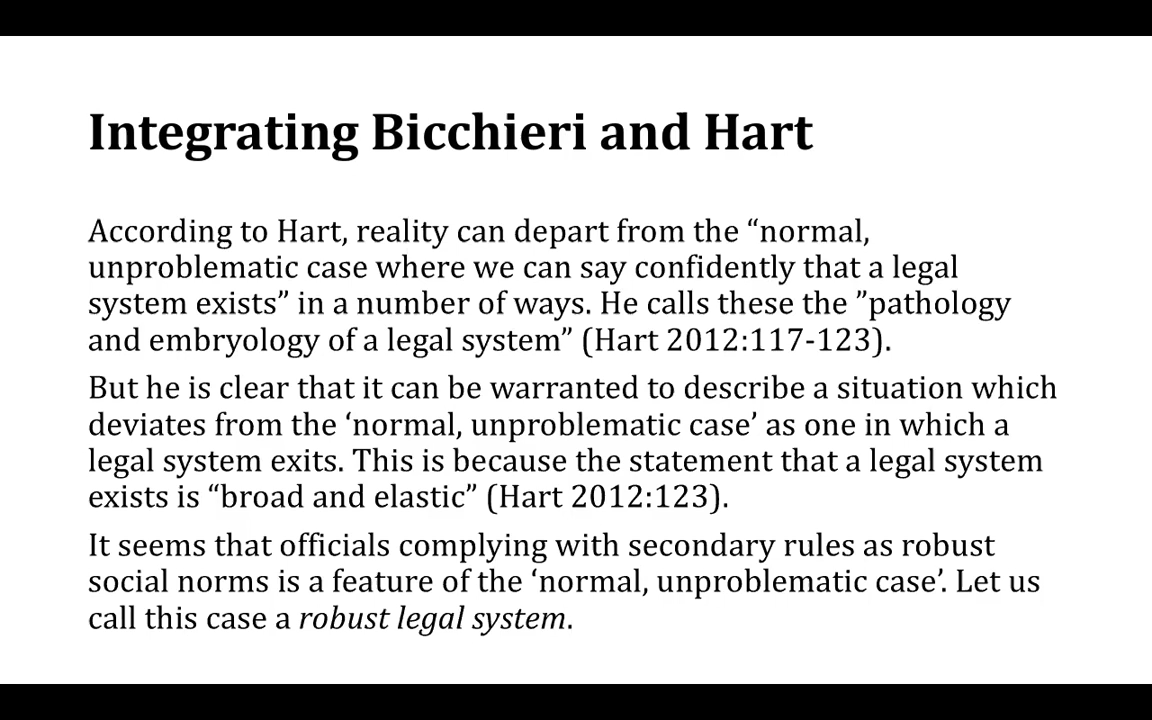 Integrating Bicchieri and Hart
According to Hart, reality can depart from the “normal,
unproblematic case where we can say confidently that a legal
system exists” in a number of ways. He calls these the ”pathology
and embryology of a legal system” (Hart 2012:117-123).
But he is clear that it can be warranted to describe a situation which
deviates from the ‘normal, unproblematic case’ as one in which a
legal system exits. This is because the statement that a legal system
exists is “broad and elastic” (Hart 2012:123).
It seems that officials complying with secondary rules as robust
social norms is a feature of the ‘normal, unproblematic case’. Let us
call this case a robust legal system.